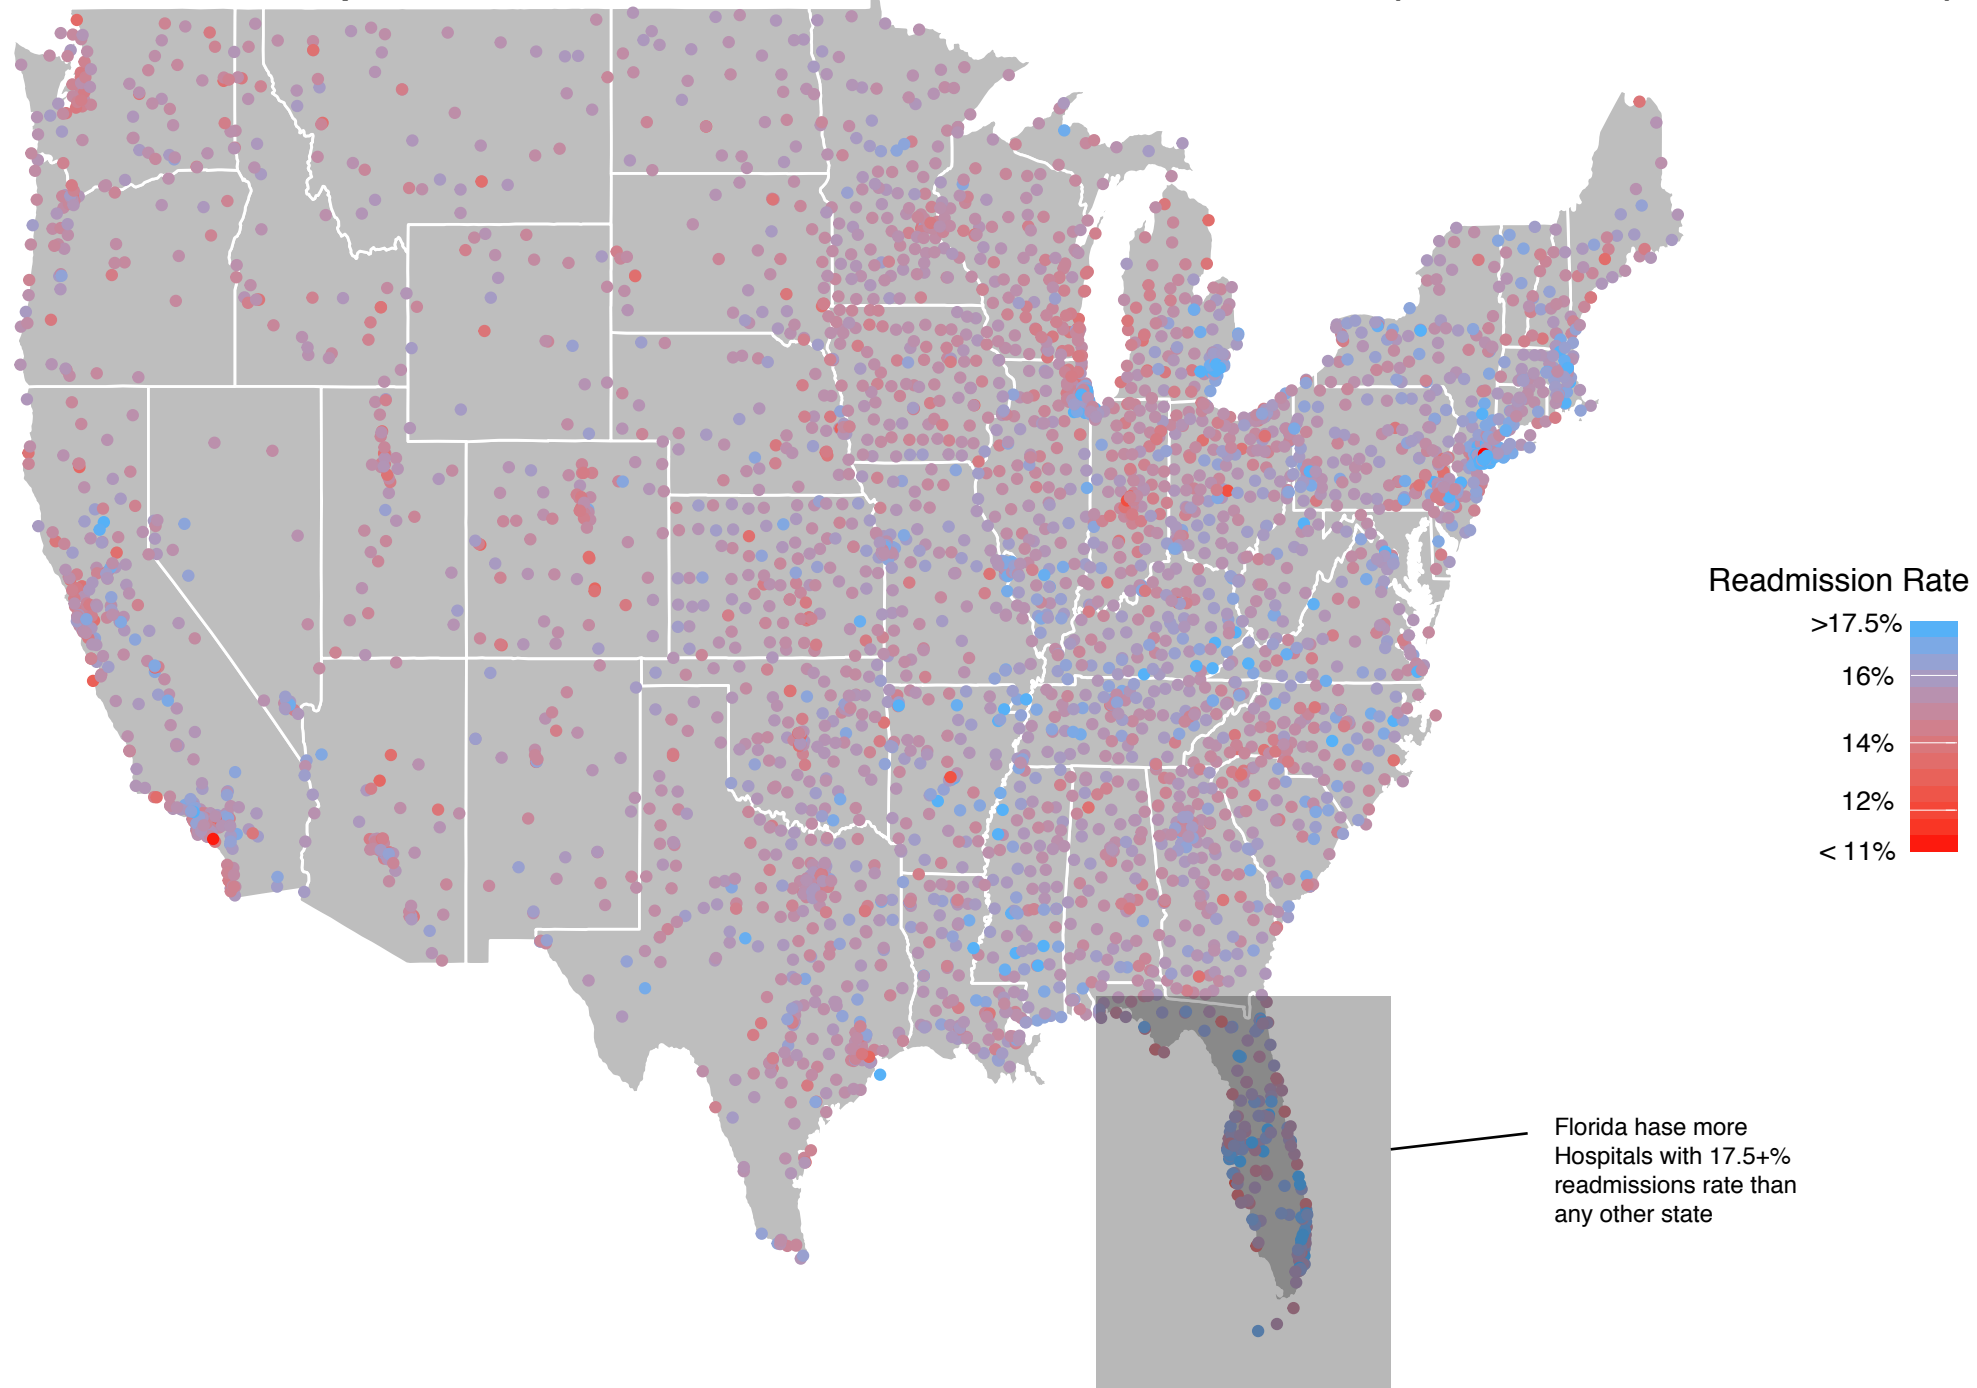 Readmission Rate
>17.5%
16%
14%
12%
< 11%
Florida hase more
Hospitals with 17.5+%
readmissions rate than
any other state